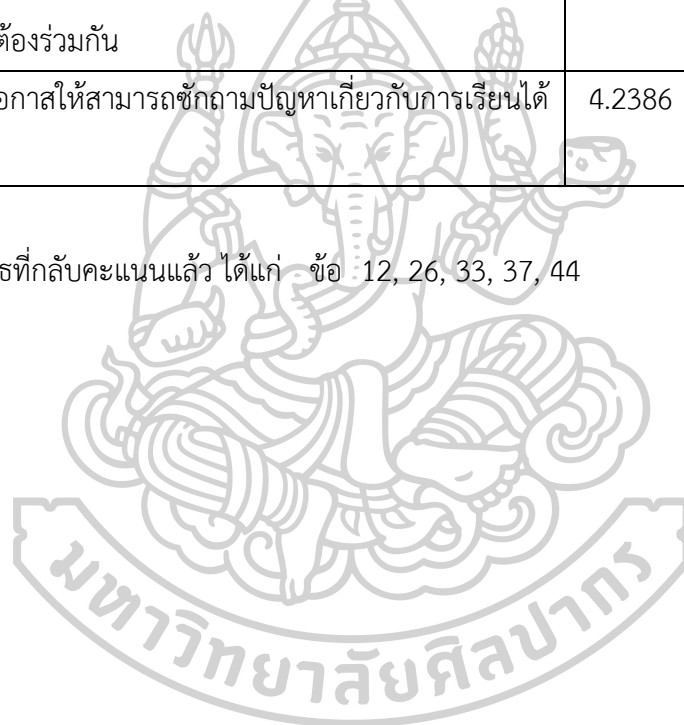 ต้องร่วมกัน
อกาสให้สามารถซักถามปัญหาเกี่ยวกับการเรียนได้ 4.2386
ธที่กลับคะแนนแล้ว ได้แก่ ข้อ 12, 26, 33, 37, 44
มหาวิทยาลัยศิลปากร